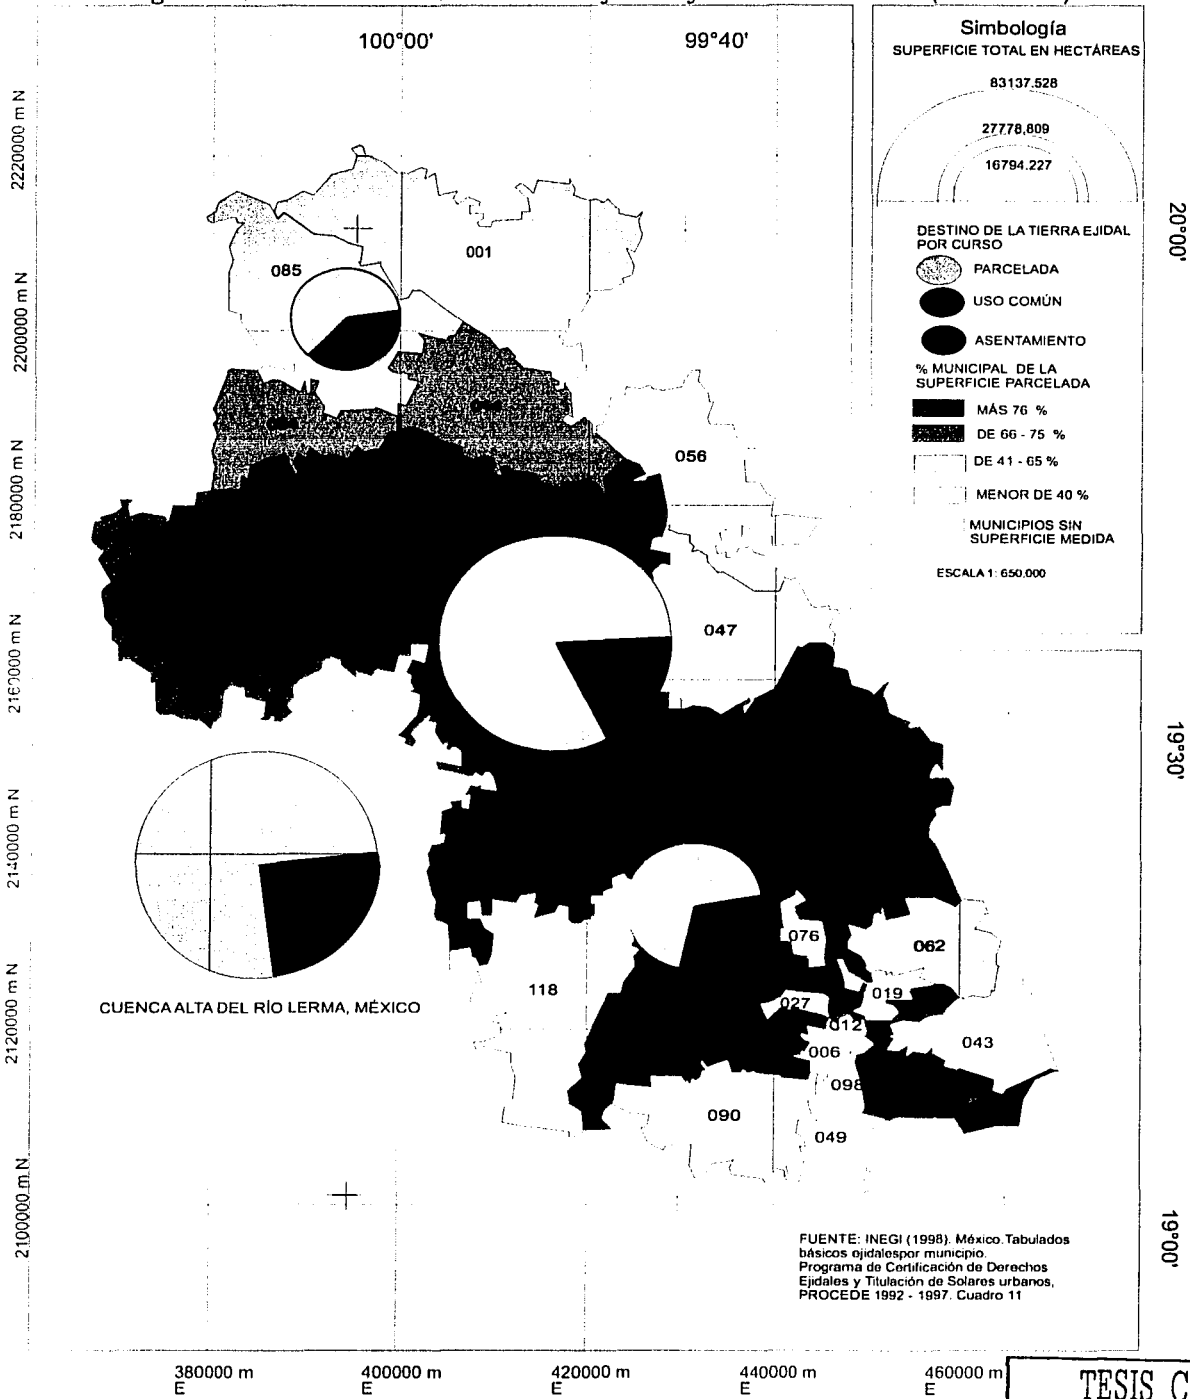 100°00'
99°40'
Simbología
SUPERFICIE TOTAL EN HECTÁREAS
83137.528
27778,809
16794.227
DESTINO DE LA TIERRA EJIDAL
POR CURSO
PARCELADA
USO COMÚN
ASENTAMIENTO
% MUNICIPAL DE LA
SUPERFICIE PARCELADA
MÁS 76 %
DE 66 - 75 %
DE 41 - 65 %
MENOR DE 40 %
MUNICIPIOS SIN
SUPERFICIE MEDIDA
ESCALA 1: 650,000
2220000 m N
2200000 m N
2180000 m N
2160000 m N
2140000 m N
2120000 m N
2100000 m N
20°00'
19°30'
19°00'
001
085
056
047
076
062
118
019
027
012
043
006
098
090
049
CUENCA ALTA DEL RÍO LERMA, MÉXICO
FUENTE: INEGI (1998). México. Tabulados
básicos ejidalespor municipio.
Programa de Certificación de Derechos
Ejidales y Titulación de Solares urbanos,
PROCEDE 1992 - 1997. Cuadro 11
380000 m
E
400000 m
E
420000 m
E
440000 m
E
460000 m
E
TESIS C